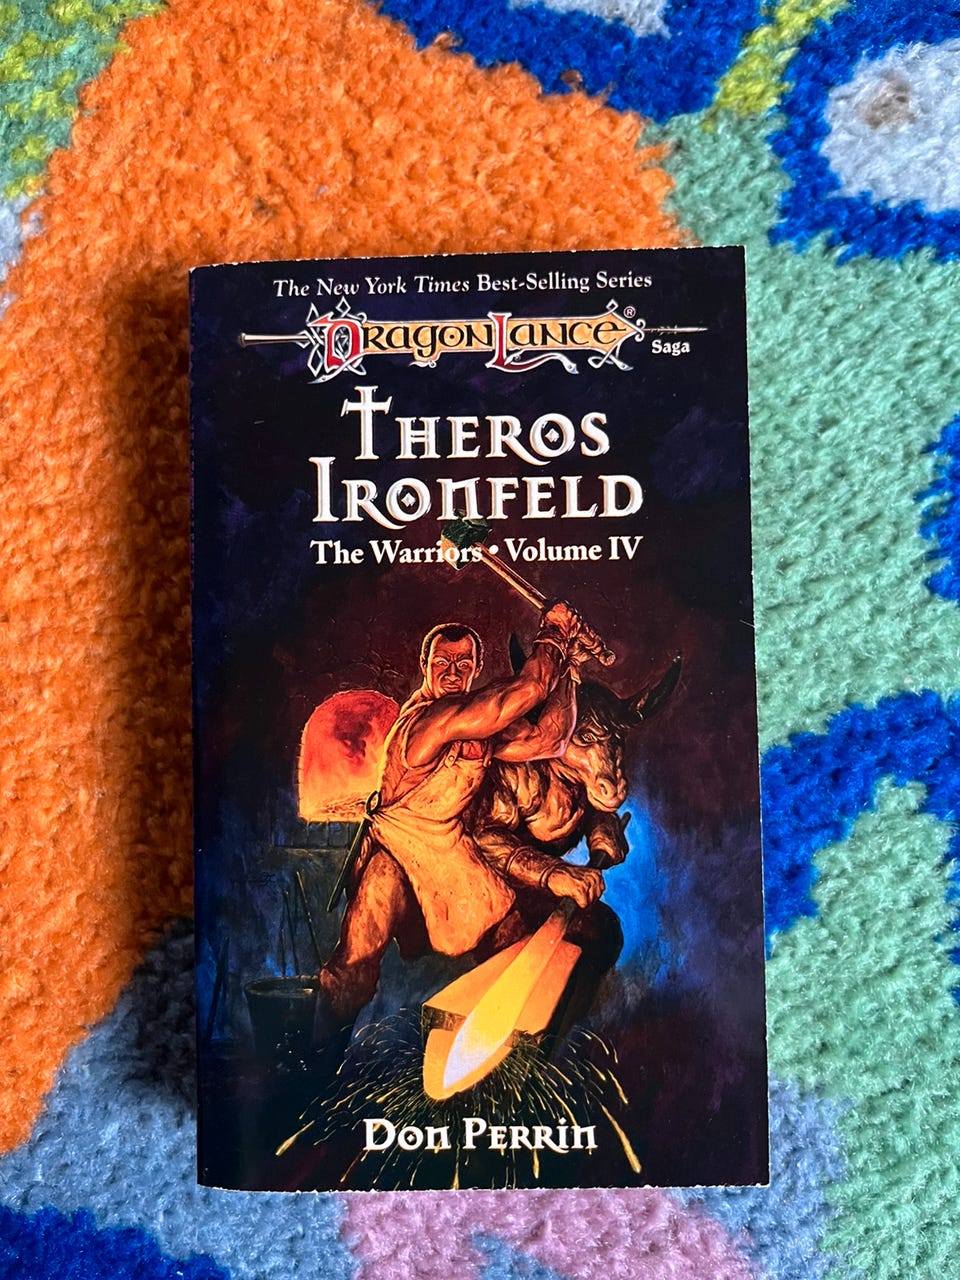 The New York Times Best-Selling Series
DRAGONLANCE®
Saga
THEROS
IRONFELD
The Warriors • Volume IV
DON PERRIN